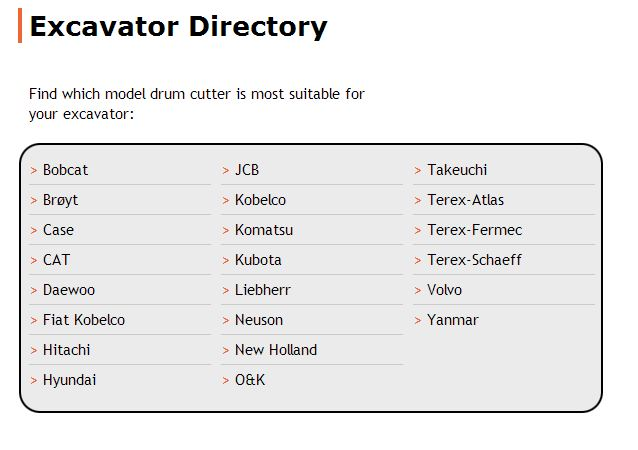 Excavator Directory
Find which model drum cutter is most suitable for
your excavator:
> Bobcat
> Brøyt
> Case
> CAT
> Daewoo
> Fiat Kobelco
> Hitachi
> Hyundai
> JCB
> Kobelco
> Komatsu
> Kubota
> Liebherr
> Neuson
> New Holland
> O&K
> Takeuchi
> Terex-Atlas
> Terex-Fermec
> Terex-Schaeff
> Volvo
> Yanmar